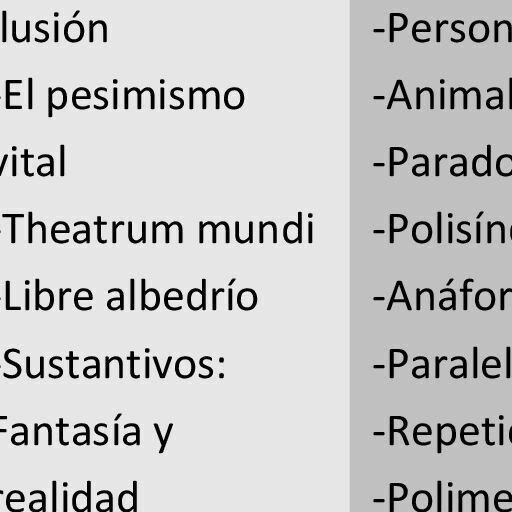 lusión
-El pesimismo
vital
-Theatrum mundi
-Libre albedrío
-Sustantivos:
Fantasía y
realidad
-Person
-Animal
-Parado
-Polisín
-Anáfor
-Paralel
-Repeti
-Polime